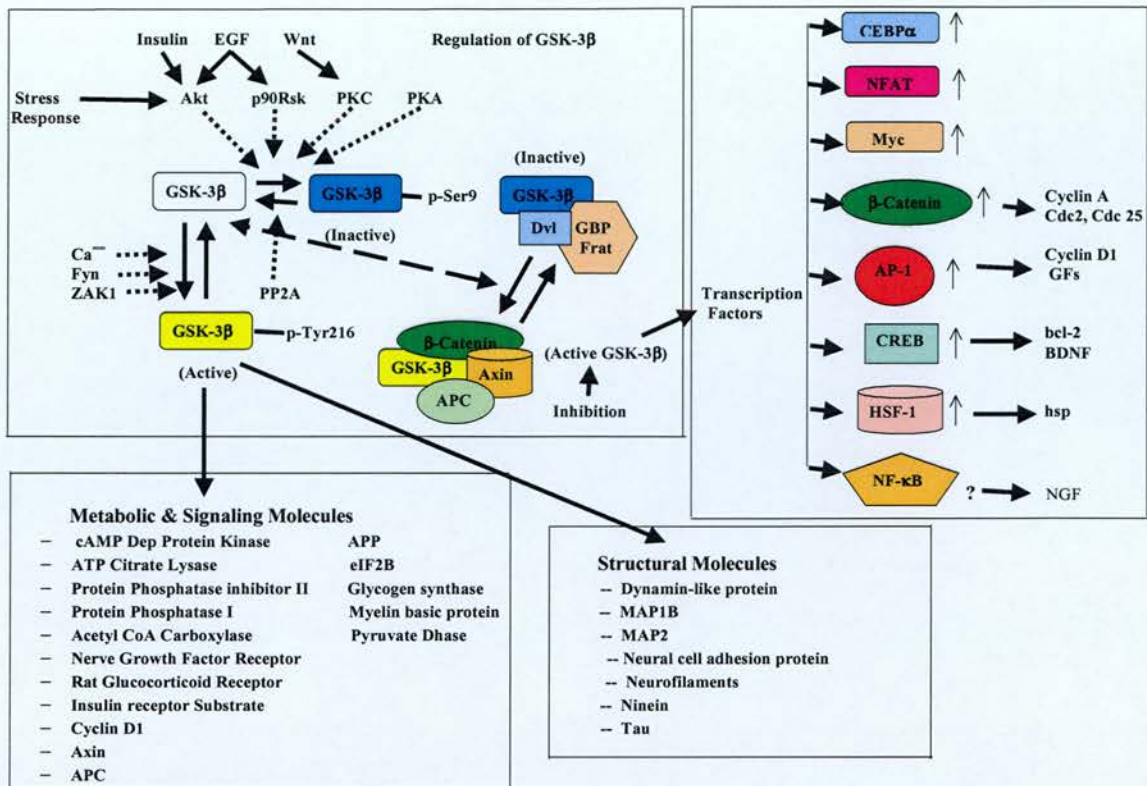 Regulation of GSK-3β
Insulin EGF Wnt
Stress
Response
Akt p90Rsk PKC PKA
GSK-3β
GSK-3β
p-Ser9
(Inactive)
Ca
Fyn
ZAK1
PP2A
GSK-3β
p-Tyr216
(Active)
(Inactive)
GSK-3β
Dvl
GBP
Frat
β-Catenin
GSK-3β
Axin
APC
(Active GSK-3β)
Inhibition
Transcription
Factors
CEBPα ↑
NFAT ↑
Myc ↑
β-Catenin ↑
Cyclin A
Cdc2, Cdc 25
AP-1 ↑
Cyclin D1
GFs
CREB ↑
bcl-2
BDNF
HSF-1 ↑
hsp
NF-κB ?
NGF
Metabolic & Signaling Molecules
– cAMP Dep Protein Kinase APP
– ATP Citrate Lysase eIF2B
– Protein Phosphatase inhibitor II Glycogen synthase
– Protein Phosphatase I Myelin basic protein
– Acetyl CoA Carboxylase Pyruvate Dhase
– Nerve Growth Factor Receptor
– Rat Glucocorticoid Receptor
– Insulin receptor Substrate
– Cyclin D1
– Axin
– APC
Structural Molecules
-- Dynamin-like protein
-- MAP1B
-- MAP2
-- Neural cell adhesion protein
-- Neurofilaments
-- Ninein
-- Tau